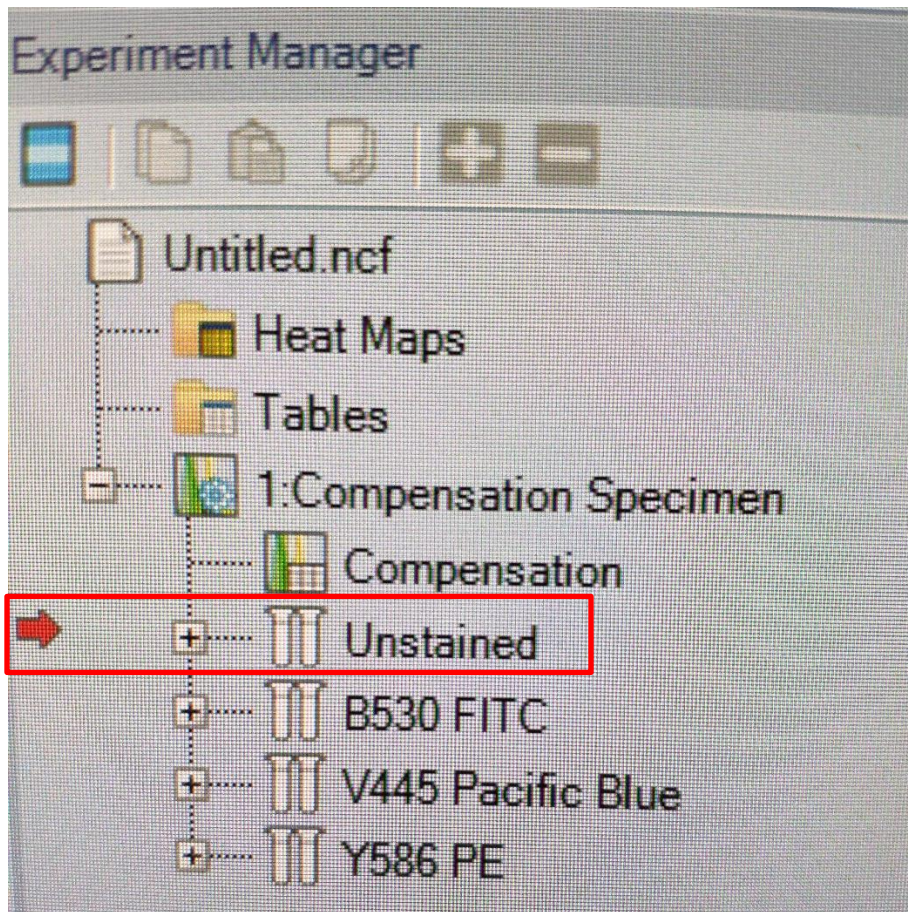 Experiment Manager
Untitled.ncf
Heat Maps
Tables
1:Compensation Specimen
Compensation
Unstained
B530 FITC
V445 Pacific Blue
Y586 PE